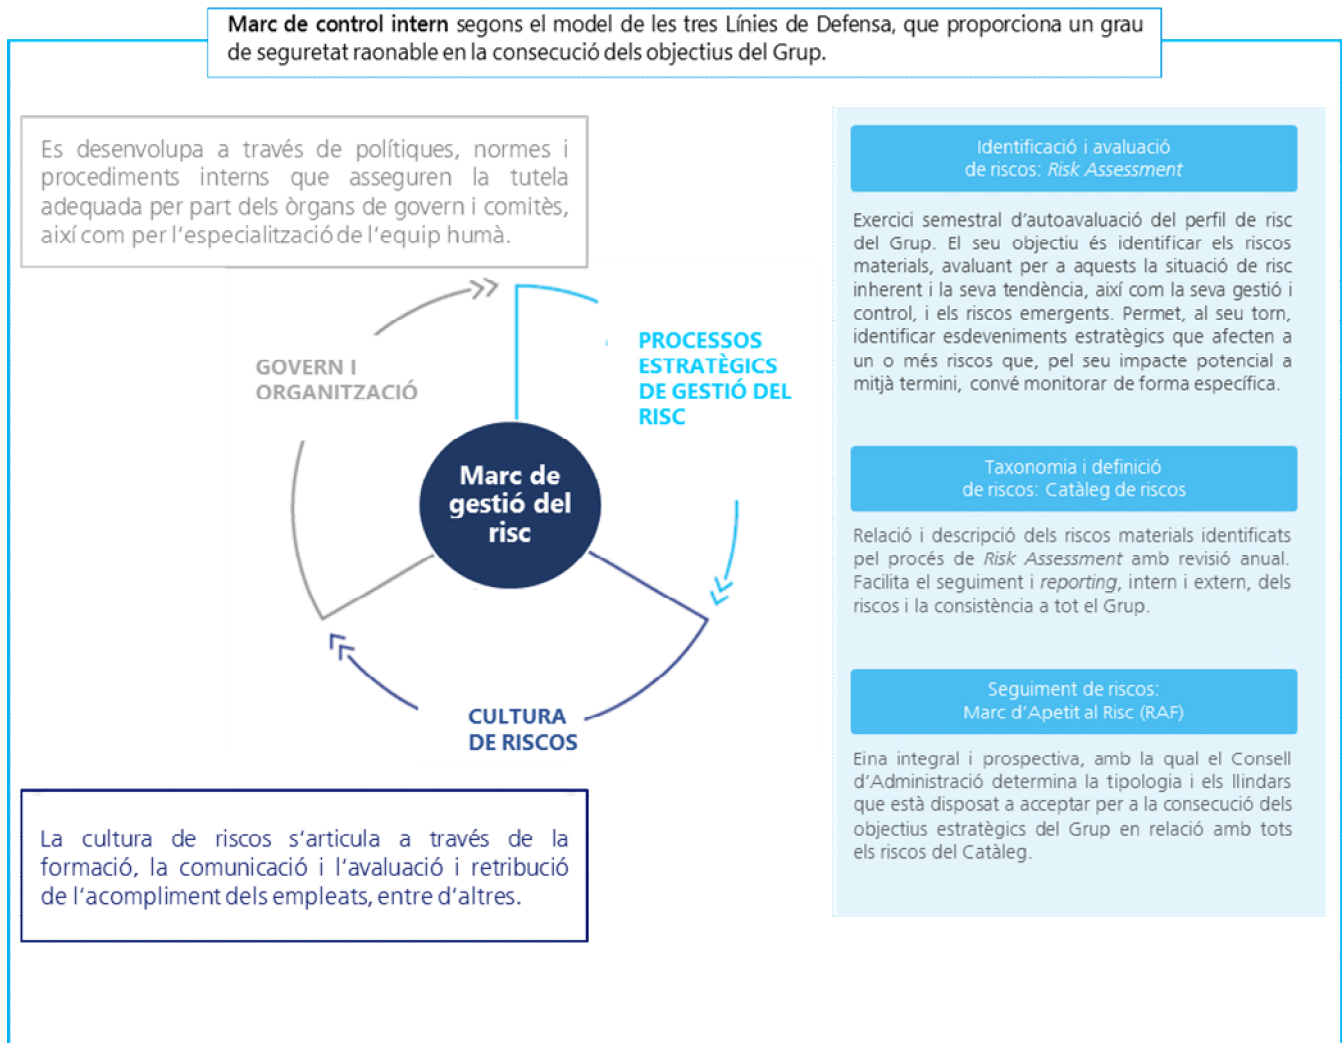 Marc de control intern segons el model de les tres Línies de Defensa, que proporciona un grau
de seguretat raonable en la consecució dels objectius del Grup.
Es desenvolupa a través de polítiques, normes i
procediments interns que asseguren la tutela
adequada per part dels òrgans de govern i comitès,
així com per l'especialització de l'equip humà.
GOVERN I
ORGANITZACIÓ
PROCESSOS
ESTRATÈGICS
DE GESTIÓ DEL
RISC
Marc de
gestió del
risc
CULTURA
DE RISCOS
La cultura de riscos s'articula a través de la
formació, la comunicació i l'avaluació i retribució
de l'acompliment dels empleats, entre d'altres.
Identificació i avaluació
de riscos: Risk Assessment
Exercici semestral d'autoavaluació del perfil de risc
del Grup. El seu objectiu és identificar els riscos
materials, avaluant per a aquests la situació de risc
inherent i la seva tendència, així com la seva gestió i
control, i els riscos emergents. Permet, al seu torn,
identificar esdeveniments estratègics que afecten a
un o més riscos que, pel seu impacte potencial a
mitjà termini, convé monitorar de forma específica.
Taxonomia i definició
de riscos: Catàleg de riscos
Relació i descripció dels riscos materials identificats
pel procés de Risk Assessment amb revisió anual.
Facilita el seguiment i reporting, intern i extern, dels
riscos i la consistència a tot el Grup.
Seguiment de riscos:
Marc d'Apetit al Risc (RAF)
Eina integral i prospectiva, amb la qual el Consell
d'Administració determina la tipologia i els llindars
que està disposat a acceptar per a la consecució dels
objectius estratègics del Grup en relació amb tots
els riscos del Catàleg.